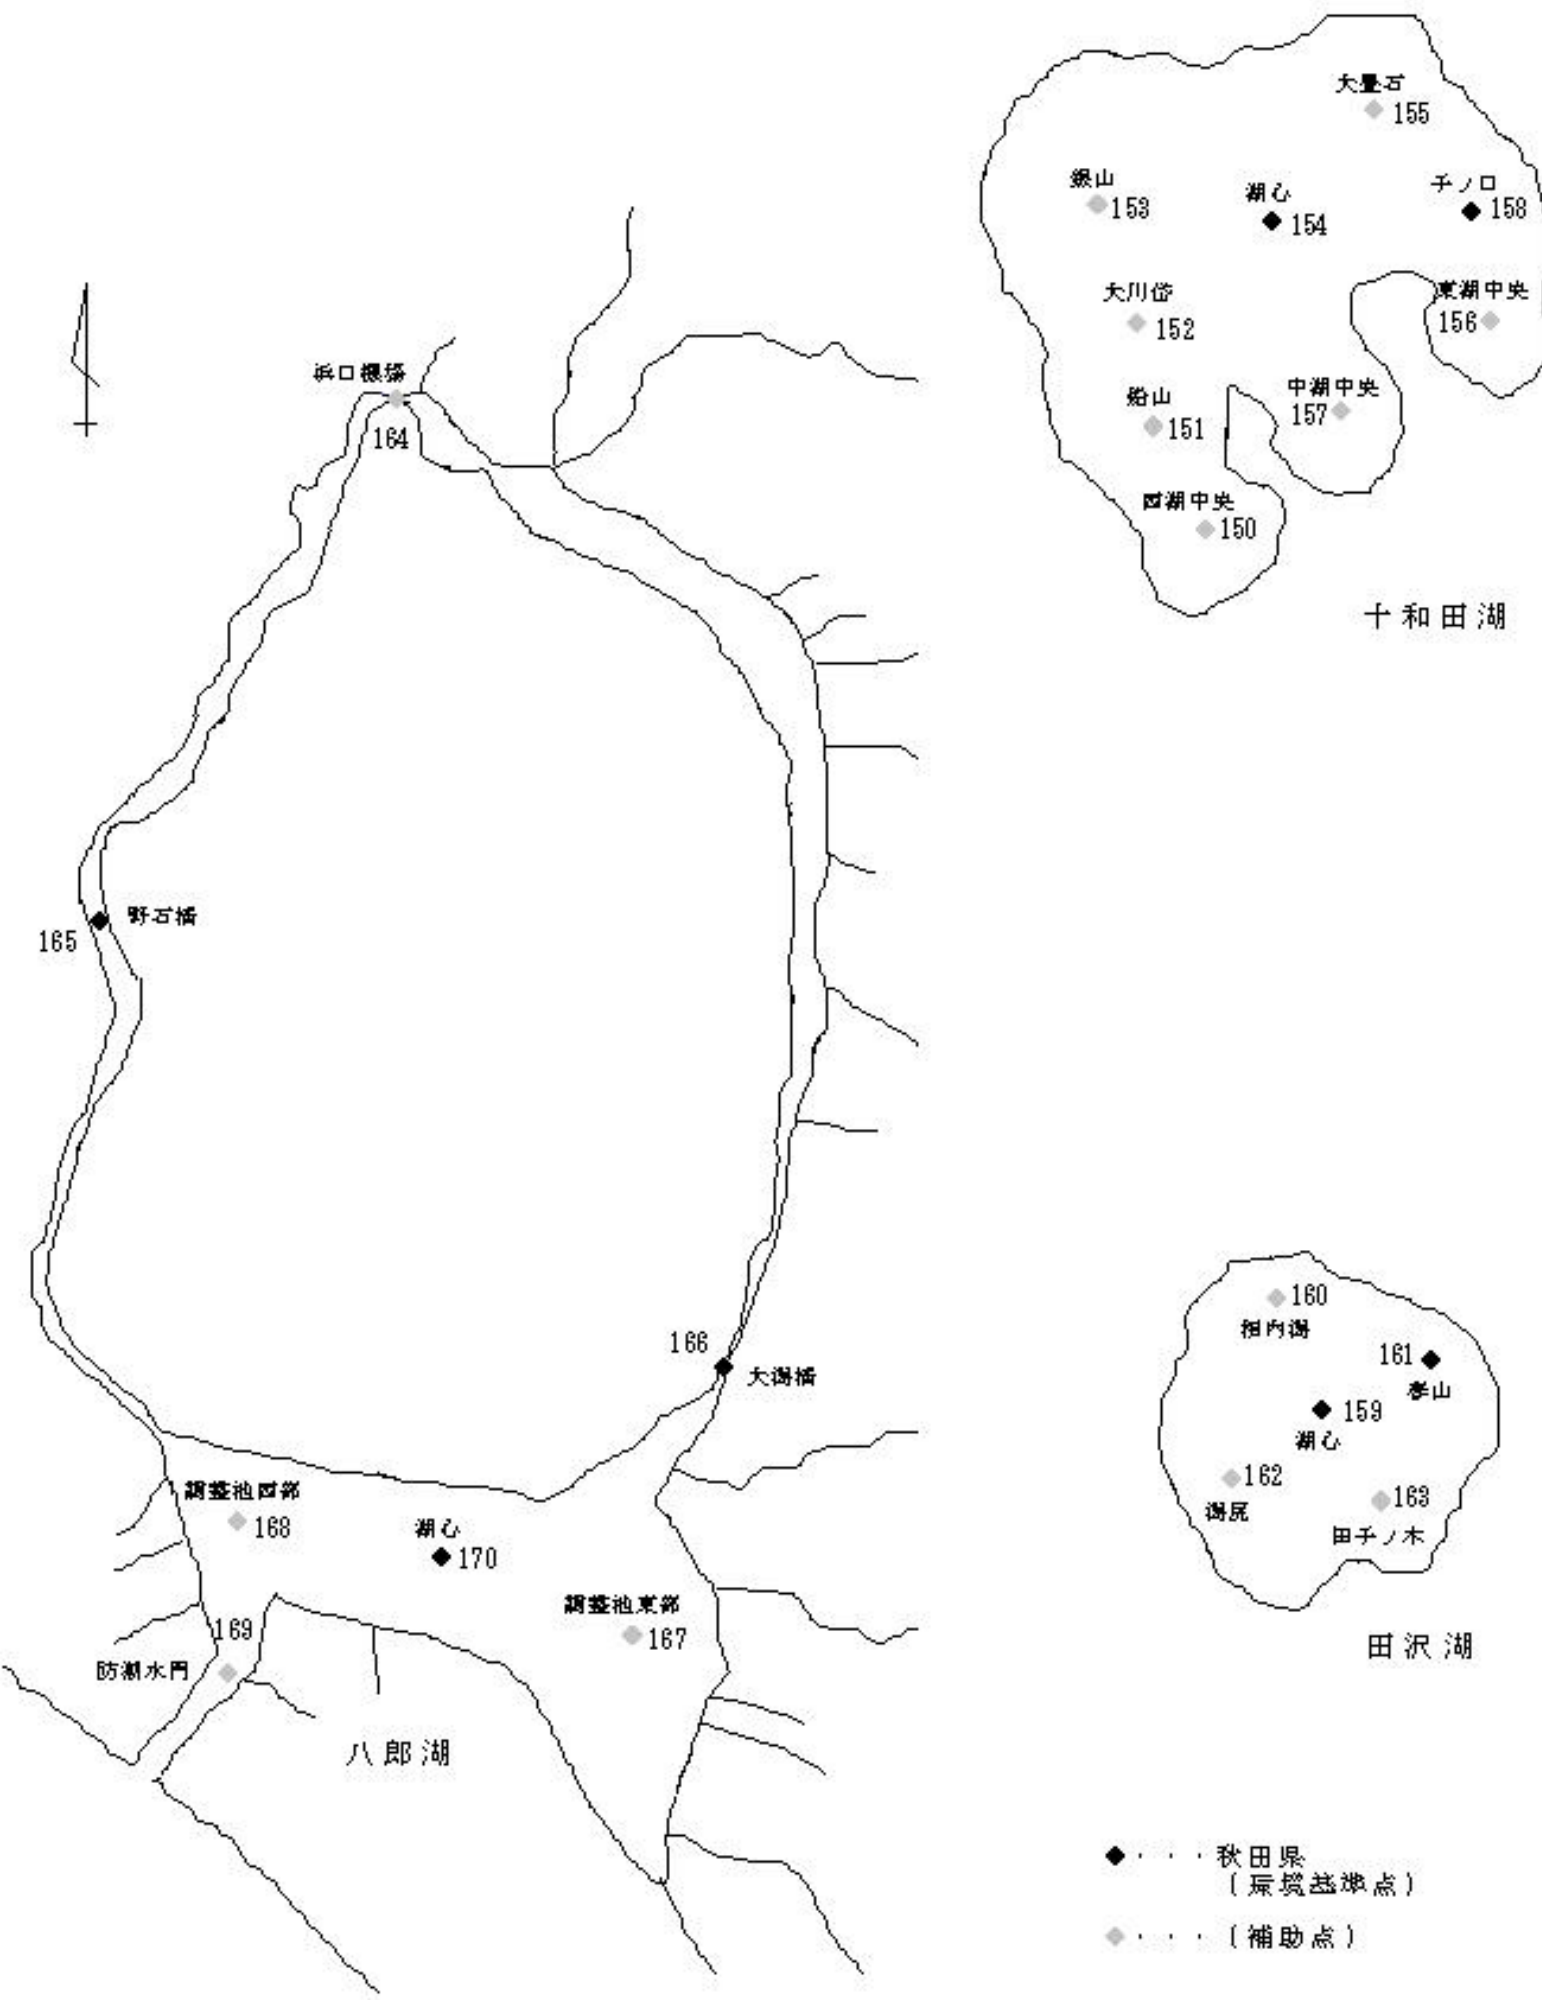 大畳石
155
銀山
153
湖心
154
子ノ口
158
大川岱
152
東湖中央
156
船山
151
中湖中央
157
西湖中央
150
十和田湖
浜口機場
164
165
野石橋
166
大潟橋
調整池西部
168
湖心
170
調整池東部
167
169
防潮水門
八郎湖
160
相内潟
161
春山
159
湖心
162
潟尻
163
田子ノ木
田沢湖
◆・・・秋田県
(環境基準点)
◆・・・(補助点)